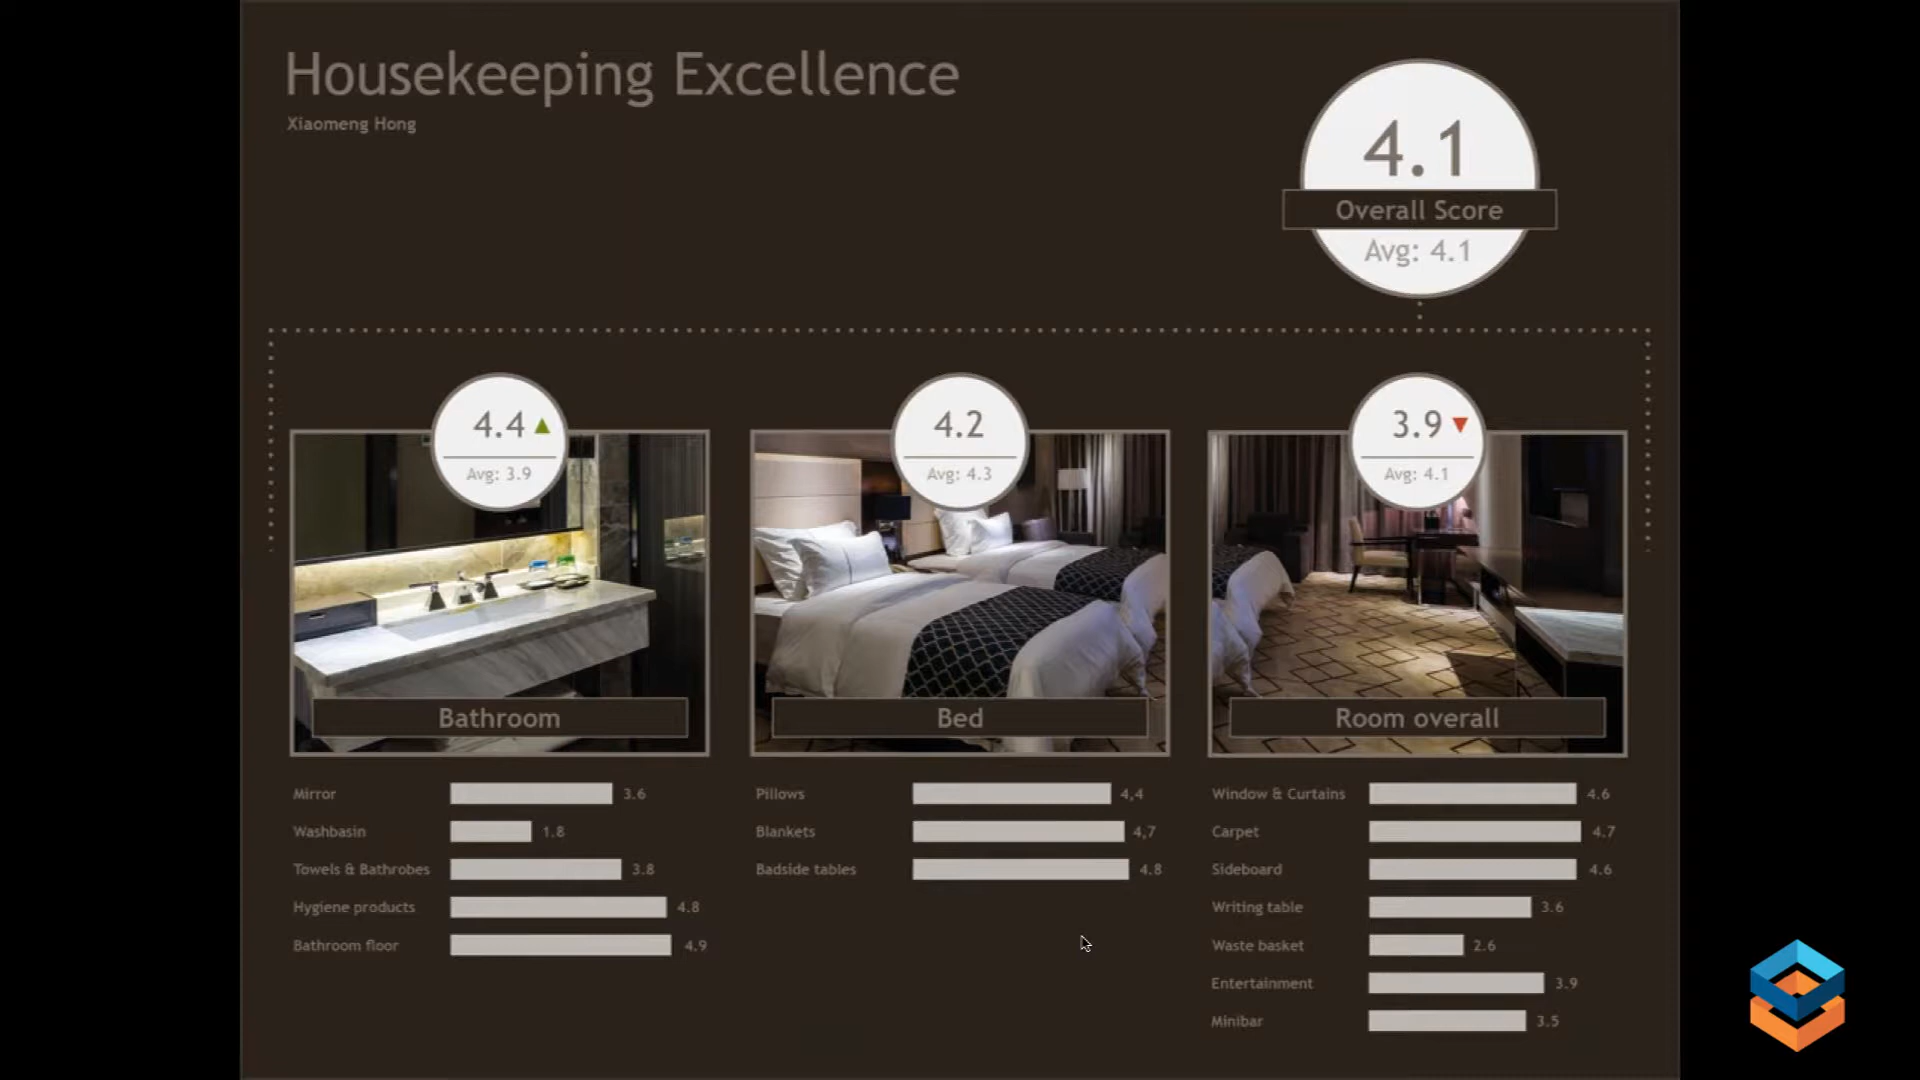 Housekeeping Excellence
Xiaomeng Hong
4.1
Overall Score
Avg: 4.1
4.4
Avg: 3.9
Bathroom
Mirror 3.6
Washbasin 1.8
Towels & Bathrobes 3.8
Hygiene products 4.8
Bathroom floor 4.9
4.2
Avg: 4.3
Bed
Pillows 4,4
Blankets 4,7
Badside tables 4.8
3.9
Avg: 4.1
Room overall
Window & Curtains 4.6
Carpet 4.7
Sideboard 4.6
Writing table 3.6
Waste basket 2.6
Entertainment 3.9
Minibar 3.5